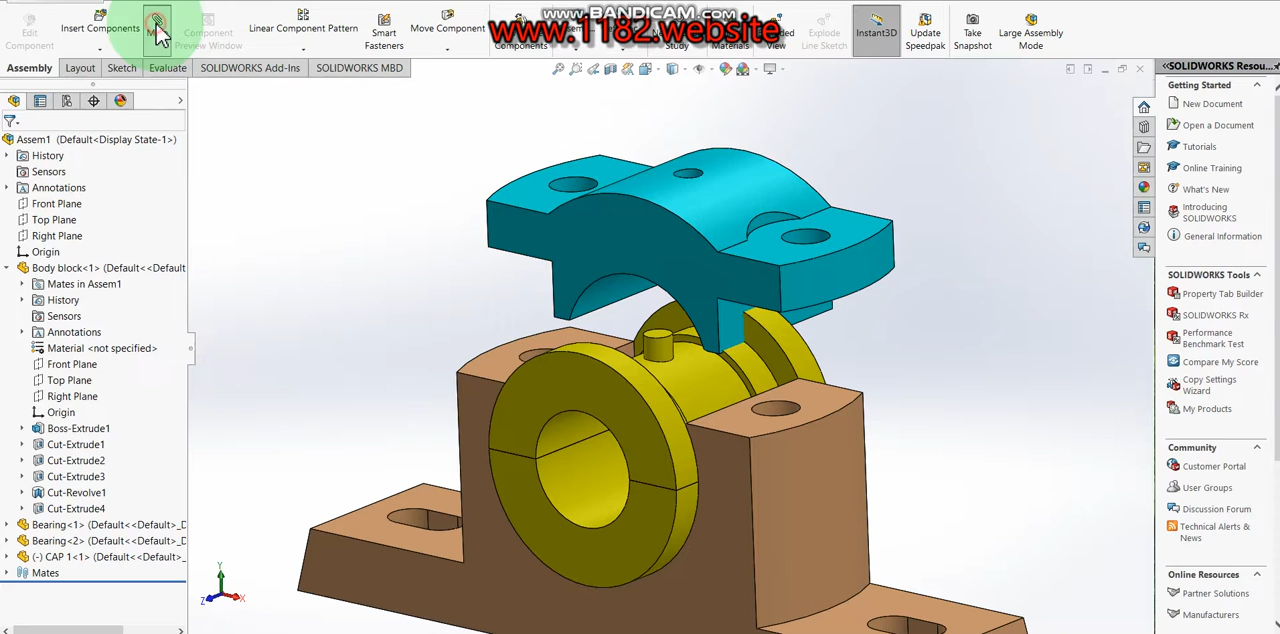 www.BANDICAM.com
www.1182.website
Edit
Component
Insert Components
Component
Preview Window
Linear Component Pattern
Smart
Fasteners
Move Component
Components
Materials
View
Explode
Line Sketch
Instant3D
Update
Speedpak
Take
Snapshot
Large Assembly
Mode
Assembly
Layout
Sketch
Evaluate
SOLIDWORKS Add-Ins
SOLIDWORKS MBD
Assem1 (Default<Display State-1>)
History
Sensors
Annotations
Front Plane
Top Plane
Right Plane
Origin
Body block<1> (Default<<Default
Mates in Assem1
History
Sensors
Annotations
Material <not specified>
Front Plane
Top Plane
Right Plane
Origin
Boss-Extrude1
Cut-Extrude1
Cut-Extrude2
Cut-Extrude3
Cut-Revolve1
Cut-Extrude4
Bearing<1> (Default<<Default>_D
Bearing<2> (Default<<Default>_D
(-) CAP 1<1> (Default<<Default>_
Mates
Y
Z
X
SOLIDWORKS Resou...
Getting Started
New Document
Open a Document
Tutorials
Online Training
What's New
Introducing
SOLIDWORKS
General Information
SOLIDWORKS Tools
Property Tab Builder
SOLIDWORKS Rx
Performance
Benchmark Test
Compare My Score
Copy Settings
Wizard
My Products
Community
Customer Portal
User Groups
Discussion Forum
Technical Alerts &
News
Online Resources
Partner Solutions
Manufacturers